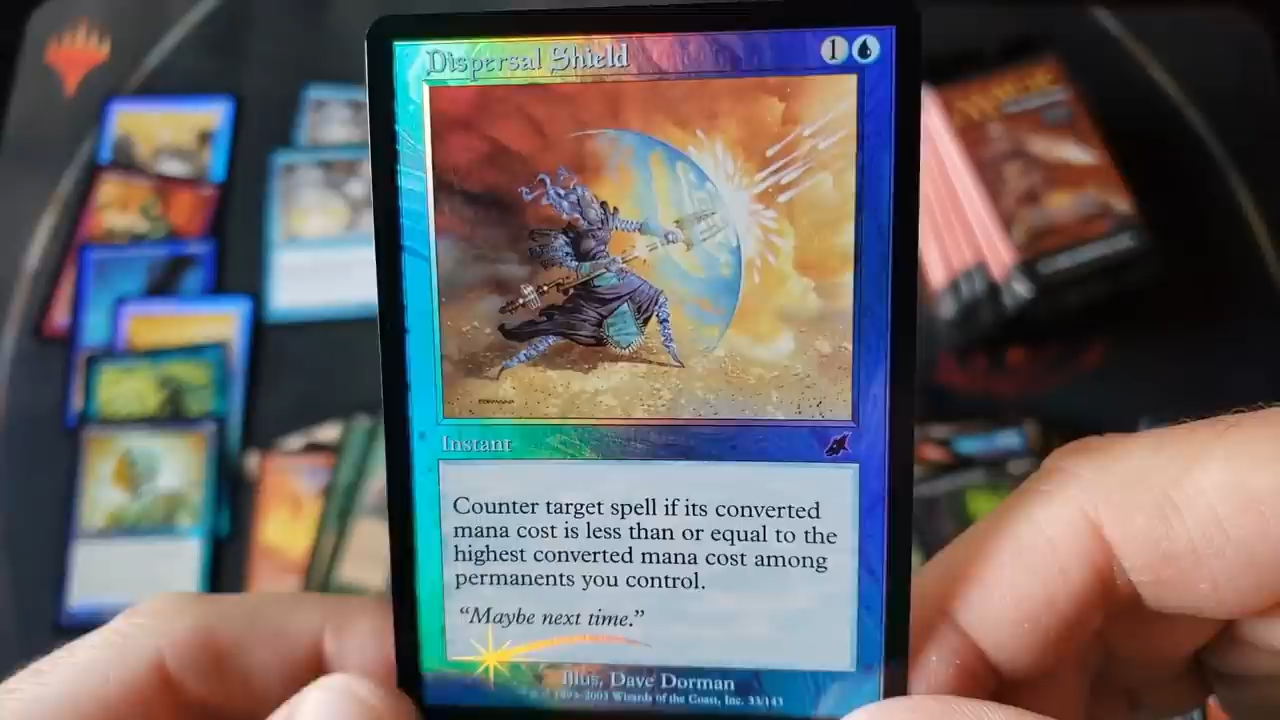 Dispersal Shield
1
Instant
Counter target spell if its converted
mana cost is less than or equal to the
highest converted mana cost among
permanents you control.
“Maybe next time.”
Illus. Dave Dorman
1993-2003 Wizards of the Coast, Inc. 33/143